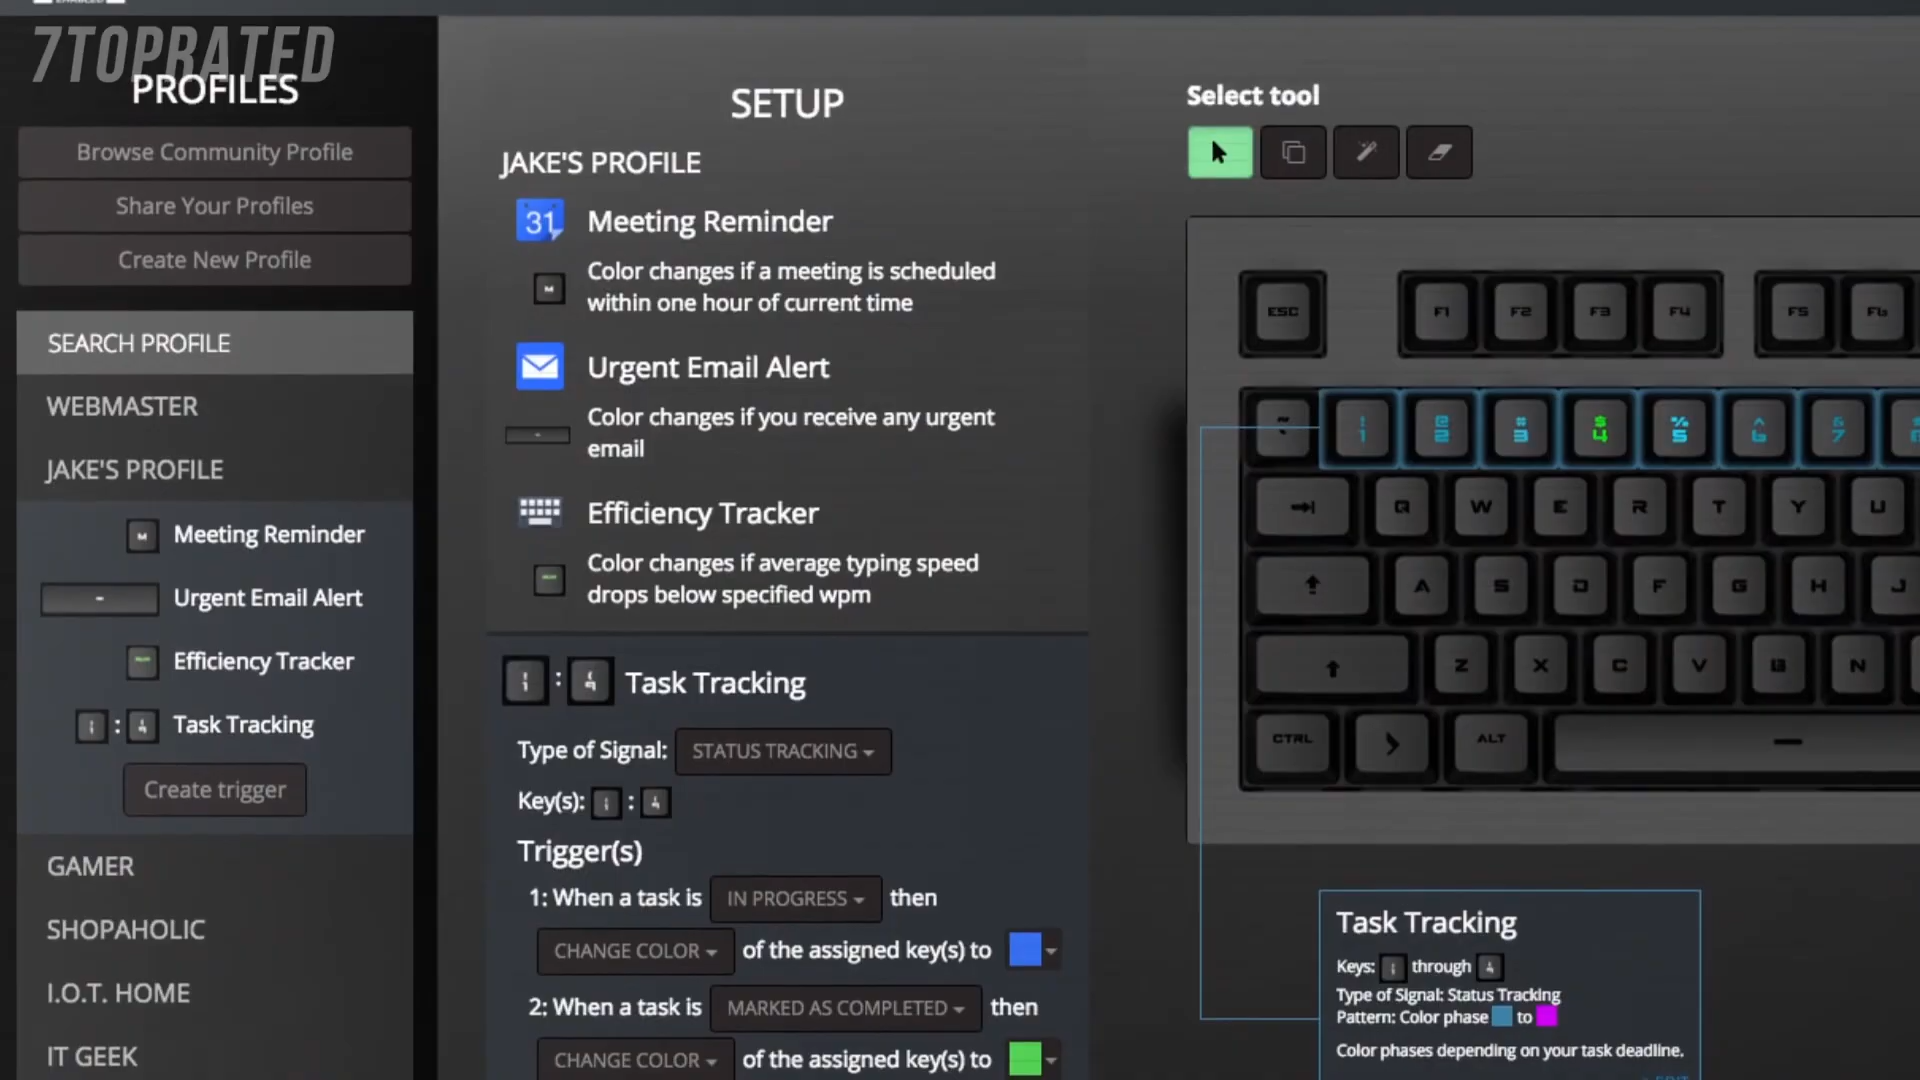 7TOPRATED
PROFILES
Browse Community Profile
Share Your Profiles
Create New Profile
SEARCH PROFILE
WEBMASTER
JAKE'S PROFILE
M Meeting Reminder
Urgent Email Alert
Efficiency Tracker
: Task Tracking
Create trigger
GAMER
SHOPAHOLIC
I.O.T. HOME
IT GEEK
SETUP
JAKE'S PROFILE
31 Meeting Reminder
M Color changes if a meeting is scheduled
within one hour of current time
Urgent Email Alert
Color changes if you receive any urgent
email
Efficiency Tracker
Color changes if average typing speed
drops below specified wpm
: Task Tracking
Type of Signal: STATUS TRACKING
Key(s): :
Trigger(s)
1: When a task is IN PROGRESS then
CHANGE COLOR of the assigned key(s) to
2: When a task is MARKED AS COMPLETED then
CHANGE COLOR of the assigned key(s) to
Select tool
ESC F1 F2 F3 F4 F5 F6
! @ # $ % ^ &
1 2 3 4 5 6 7
Q W E R T Y U
A S D F G H J
Z X C V B N
CTRL ALT
Task Tracking
Keys: through
Type of Signal: Status Tracking
Pattern: Color phase to
Color phases depending on your task deadline.